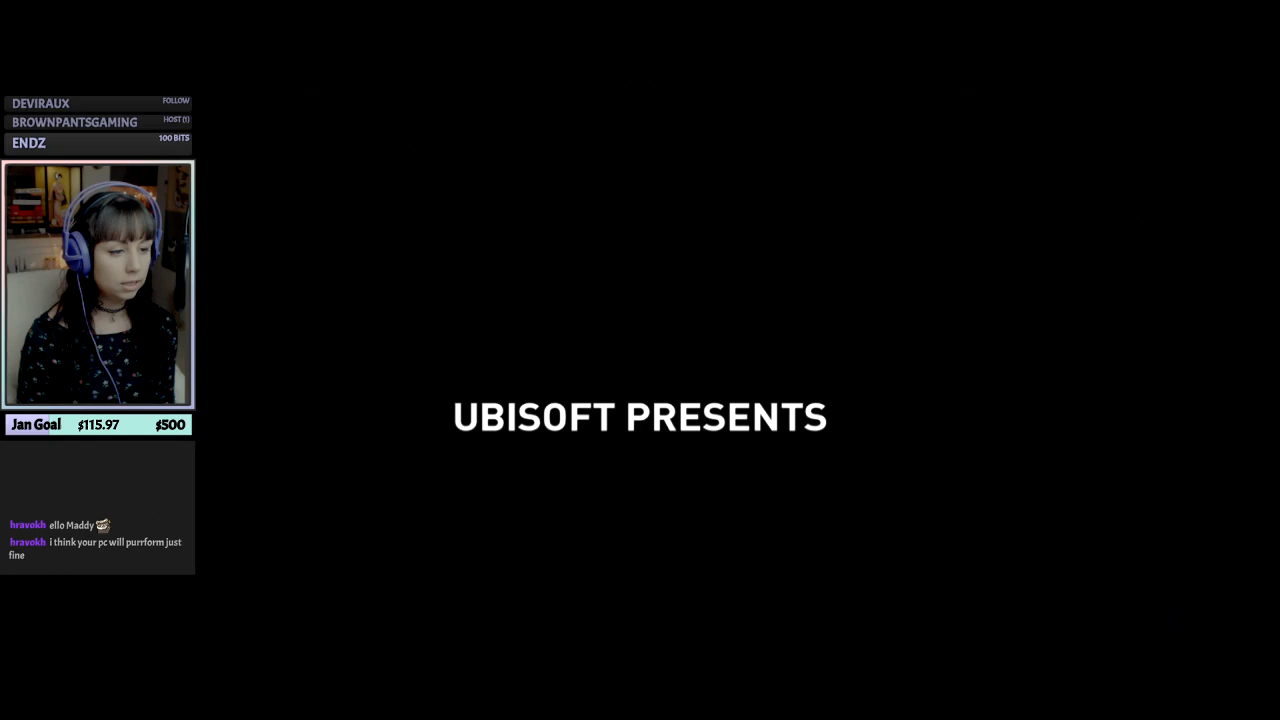 DEVIRAUX FOLLOW
BROWNPANTSGAMING HOST (1)
ENDZ 100 BITS
Jan Goal $115.97 $500
UBISOFT PRESENTS
hravokh ello Maddy
hravokh i think your pc will purrform just
fine